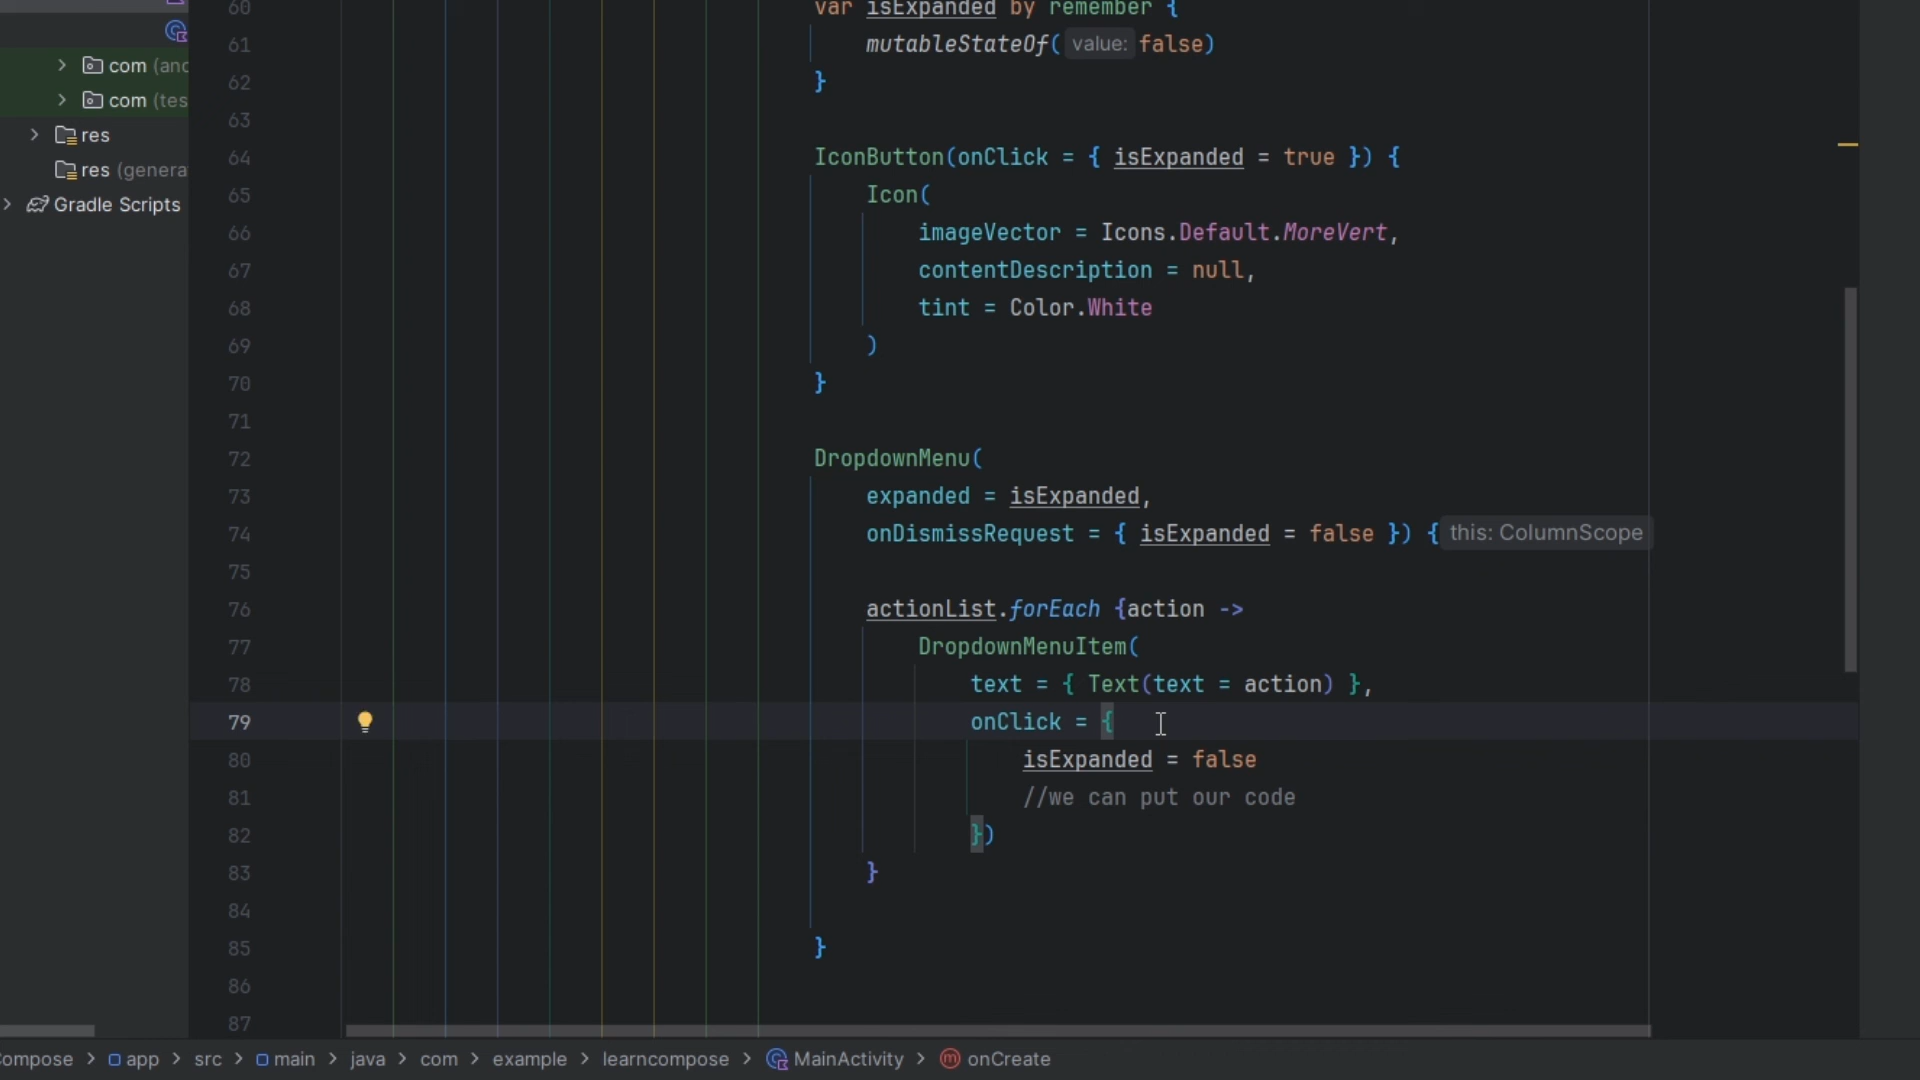 60 var isExpanded by remember {
61 mutableStateOf( value: false)
com (and
62 }
com (tes
63
res
64 IconButton(onClick = { isExpanded = true }) {
res (genera
65 Icon(
Gradle Scripts
66 imageVector = Icons.Default.MoreVert,
67 contentDescription = null,
68 tint = Color.White
69 )
70 }
71
72 DropdownMenu(
73 expanded = isExpanded,
74 onDismissRequest = { isExpanded = false }) { this: ColumnScope
75
76 actionList.forEach {action ->
77 DropdownMenuItem(
78 text = { Text(text = action) },
79 onClick = {
80 isExpanded = false
81 //we can put our code
82 })
83 }
84
85 }
86
87
ompose > app > src > main > java > com > example > learncompose > MainActivity > onCreate